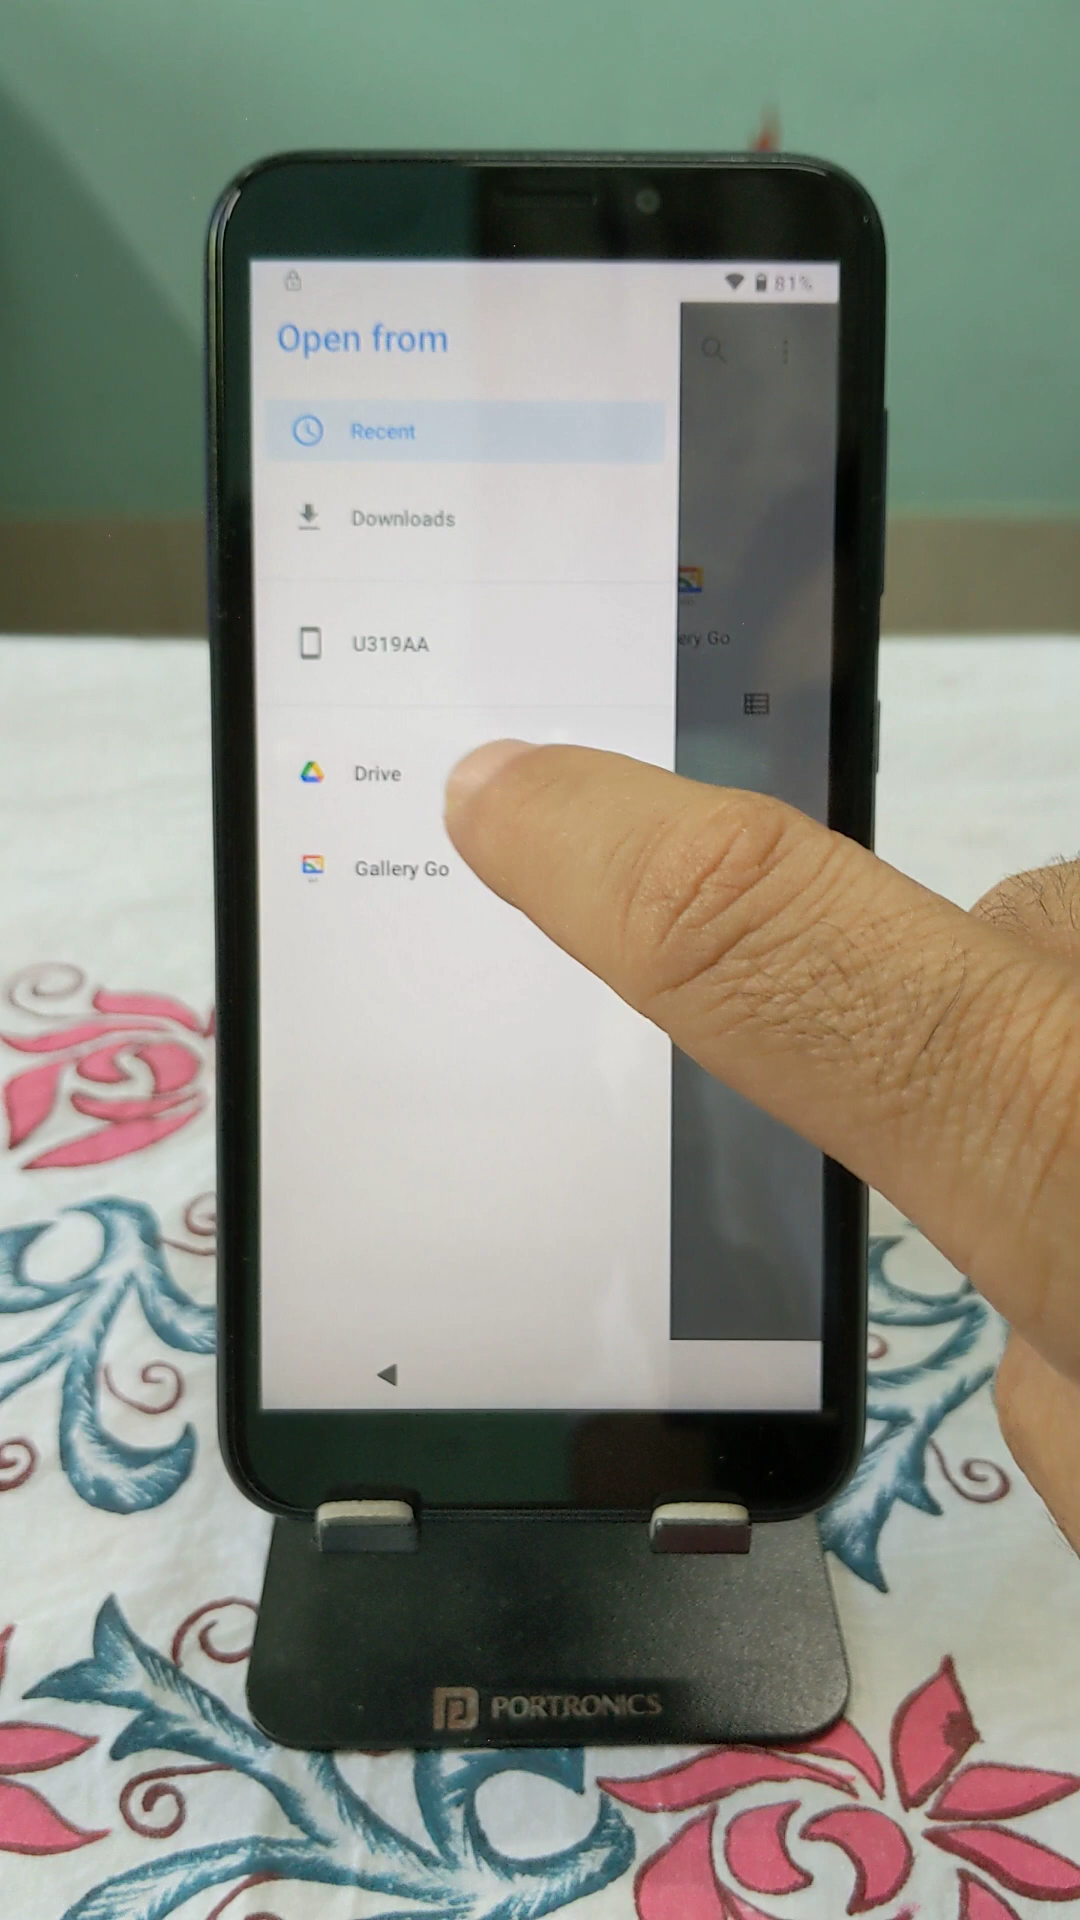 81%
Open from
Recent
Downloads
U319AA
ery Go
Drive
Gallery Go
PORTRONICS